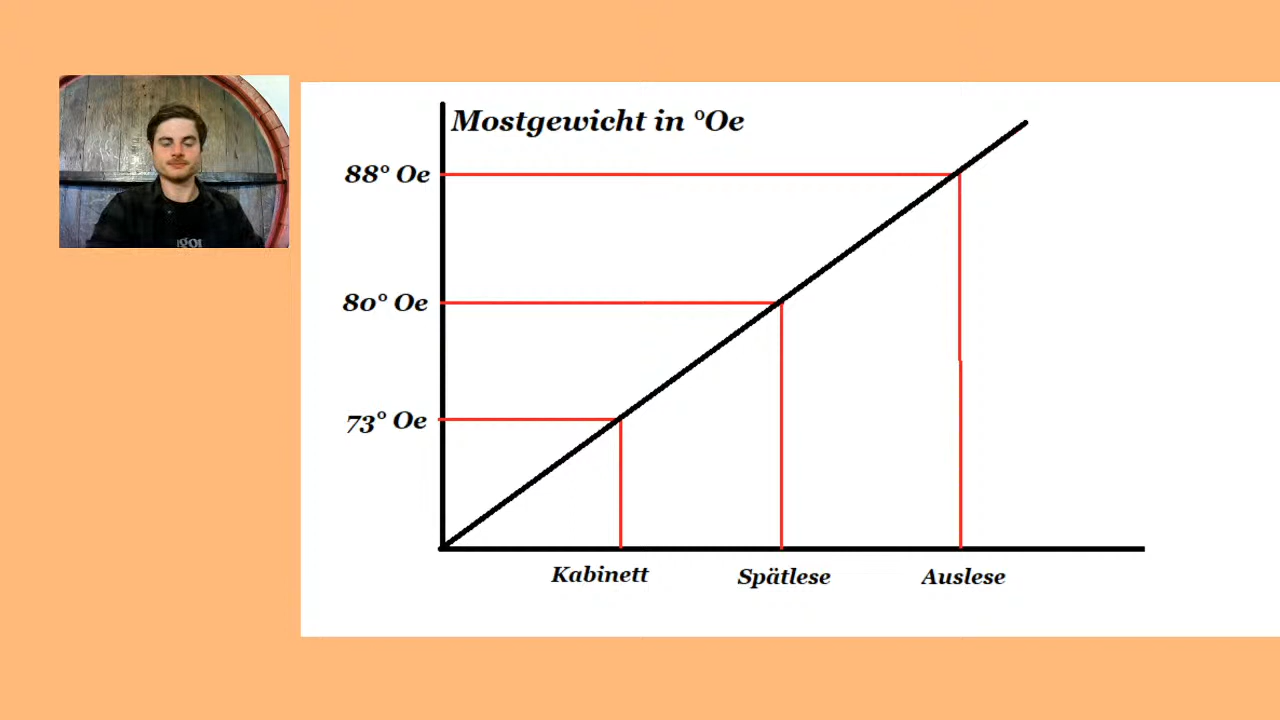 Mostgewicht in °Oe
88° Oe
80° Oe
73° Oe
Kabinett Spätlese Auslese